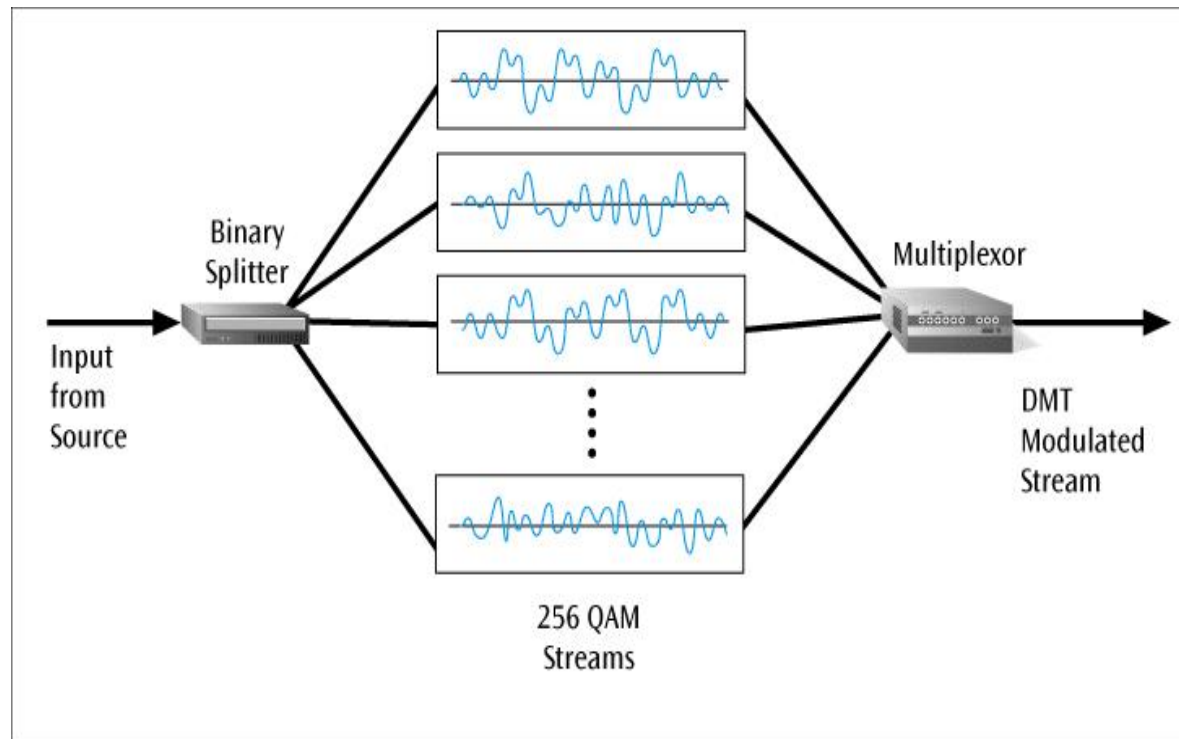 Binary
Splitter
Multiplexor
Input
from
Source
DMT
Modulated
Stream
256 QAM
Streams